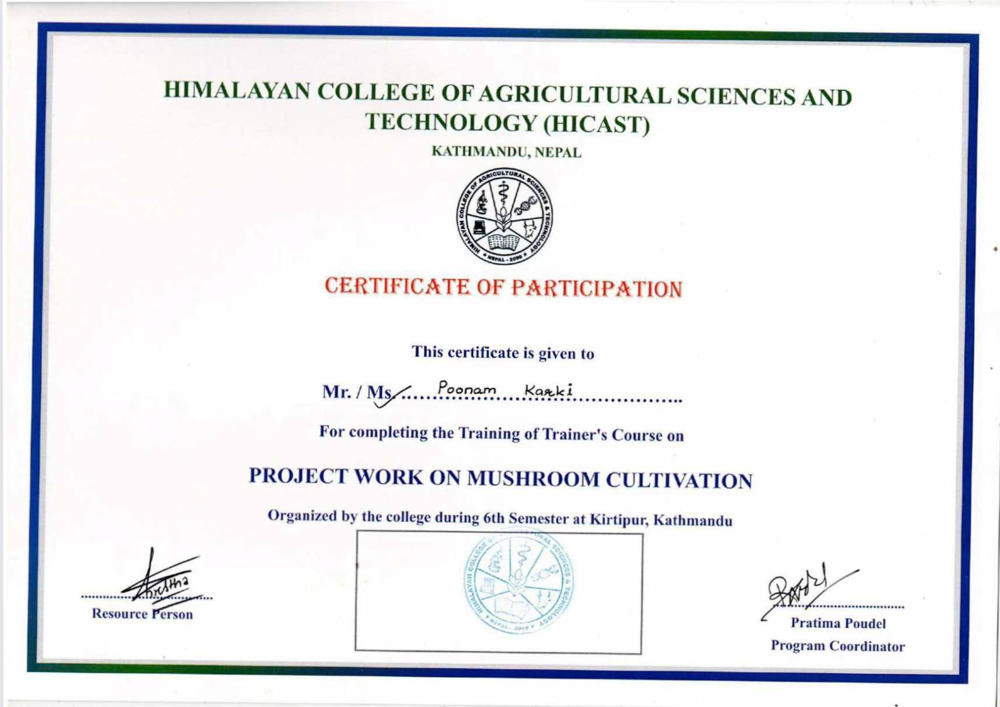 HIMALAYAN COLLEGE OF AGRICULTURAL SCIENCES AND
TECHNOLOGY (HICAST)
KATHMANDU, NEPAL
HIMALAYAN COLLEGE OF AGRICULTURAL SCIENCES & TECHNOLOGY
* NEPAL - 2000 *
CERTIFICATE OF PARTICIPATION
This certificate is given to
Mr. / Ms. Poonam Karki
For completing the Training of Trainer's Course on
PROJECT WORK ON MUSHROOM CULTIVATION
Organized by the college during 6th Semester at Kirtipur, Kathmandu
HIMALAYAN COLLEGE OF AGRICULTURAL SCIENCES & TECHNOLOGY
* NEPAL - 2000 *
Resource Person
Poudel
Pratima Poudel
Program Coordinator